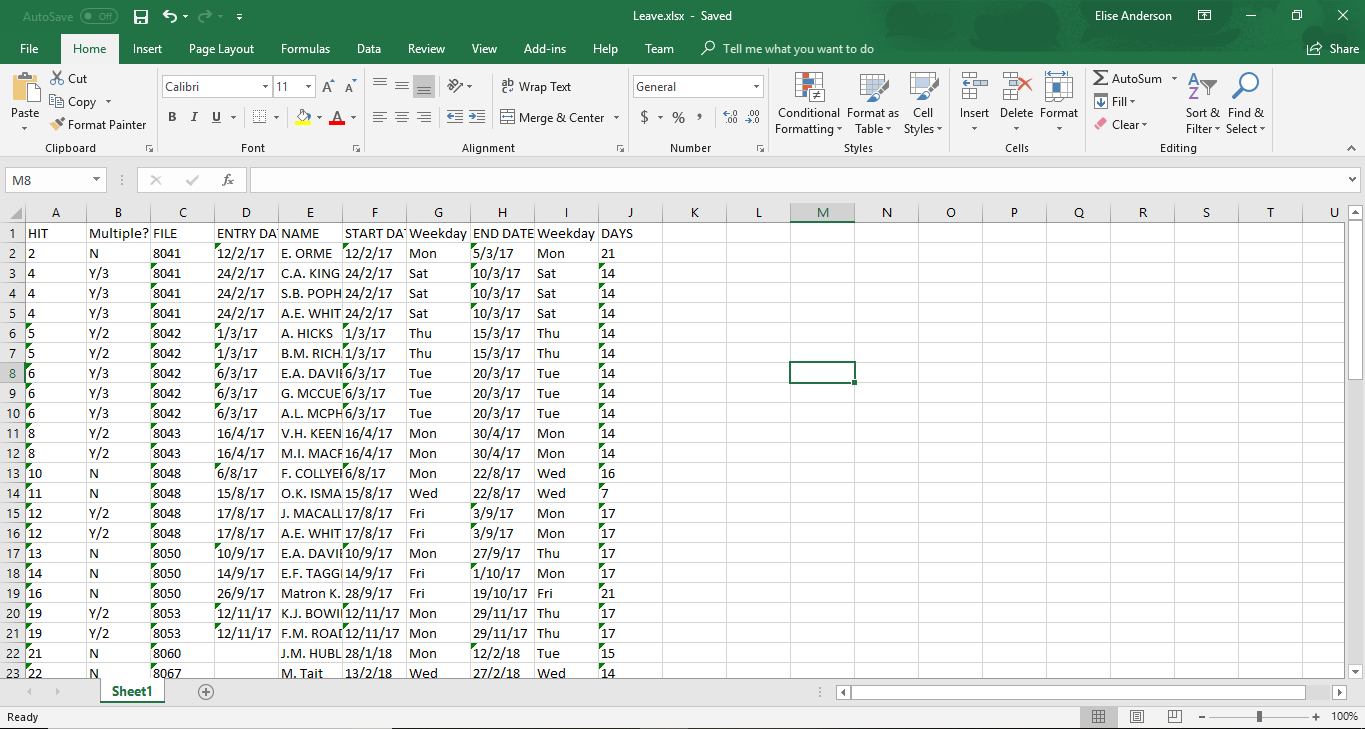 AutoSave Off Leave.xlsx - Saved Elise Anderson
File Home Insert Page Layout Formulas Data Review View Add-ins Help Team Tell me what you want to do Share
Paste Cut Copy Format Painter Clipboard
Calibri 11 B I U A A A Font
Wrap Text Merge & Center Alignment
General $ % , .00 .0 Number
Conditional Formatting Format as Table Cell Styles Styles
Insert Delete Format Cells
AutoSum Fill Clear Sort & Filter Find & Select Editing
M8 fx
A B C D E F G H I J K L M N O P Q R S T U
1 HIT Multiple? FILE ENTRY DA NAME START DA Weekday END DATE Weekday DAYS
2 2 N 8041 12/2/17 E. ORME 12/2/17 Mon 5/3/17 Mon 21
3 4 Y/3 8041 24/2/17 C.A. KING 24/2/17 Sat 10/3/17 Sat 14
4 4 Y/3 8041 24/2/17 S.B. POPH 24/2/17 Sat 10/3/17 Sat 14
5 4 Y/3 8041 24/2/17 A.E. WHIT 24/2/17 Sat 10/3/17 Sat 14
6 5 Y/2 8042 1/3/17 A. HICKS 1/3/17 Thu 15/3/17 Thu 14
7 5 Y/2 8042 1/3/17 B.M. RICH 1/3/17 Thu 15/3/17 Thu 14
8 6 Y/3 8042 6/3/17 E.A. DAVI 6/3/17 Tue 20/3/17 Tue 14
9 6 Y/3 8042 6/3/17 G. MCCUE 6/3/17 Tue 20/3/17 Tue 14
10 6 Y/3 8042 6/3/17 A.L. MCPH 6/3/17 Tue 20/3/17 Tue 14
11 8 Y/2 8043 16/4/17 V.H. KEEN 16/4/17 Mon 30/4/17 Mon 14
12 8 Y/2 8043 16/4/17 M.I. MACF 16/4/17 Mon 30/4/17 Mon 14
13 10 N 8048 6/8/17 F. COLLYE 6/8/17 Mon 22/8/17 Wed 16
14 11 N 8048 15/8/17 O.K. ISMA 15/8/17 Wed 22/8/17 Wed 7
15 12 Y/2 8048 17/8/17 J. MACALL 17/8/17 Fri 3/9/17 Mon 17
16 12 Y/2 8048 17/8/17 A.E. WHIT 17/8/17 Fri 3/9/17 Mon 17
17 13 N 8050 10/9/17 E.A. DAVI 10/9/17 Mon 27/9/17 Thu 17
18 14 N 8050 14/9/17 E.F. TAGG 14/9/17 Fri 1/10/17 Mon 17
19 16 N 8050 26/9/17 Matron K. 28/9/17 Fri 19/10/17 Fri 21
20 19 Y/2 8053 12/11/17 K.J. BOWI 12/11/17 Mon 29/11/17 Thu 17
21 19 Y/2 8053 12/11/17 F.M. ROA 12/11/17 Mon 29/11/17 Thu 17
22 21 N 8060 J.M. HUBL 28/1/18 Mon 12/2/18 Tue 15
23 22 N 8067 M. Tait 13/2/18 Wed 27/2/18 Wed 14
Sheet1
Ready 100%